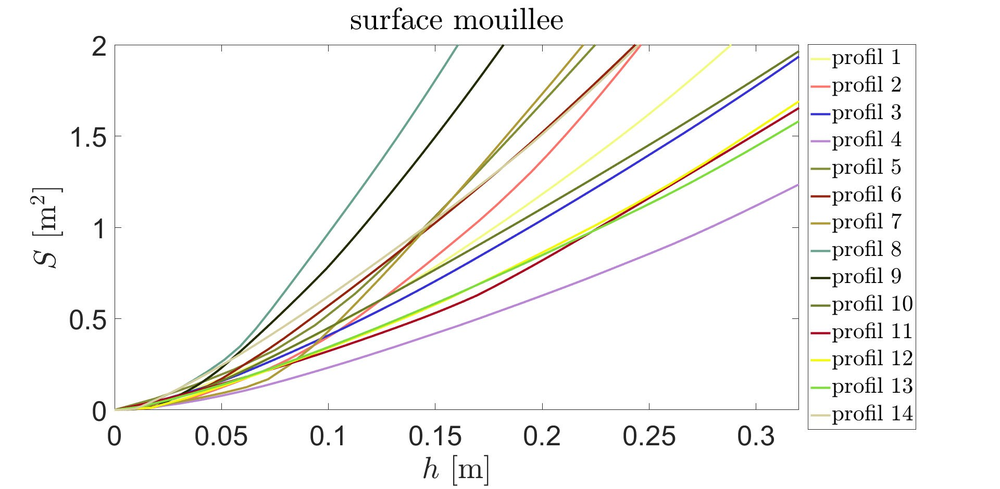 surface mouillee
2
1.5
1
0.5
0
S [m²]
0 0.05 0.1 0.15 0.2 0.25 0.3
h [m]
profil 1
profil 2
profil 3
profil 4
profil 5
profil 6
profil 7
profil 8
profil 9
profil 10
profil 11
profil 12
profil 13
profil 14